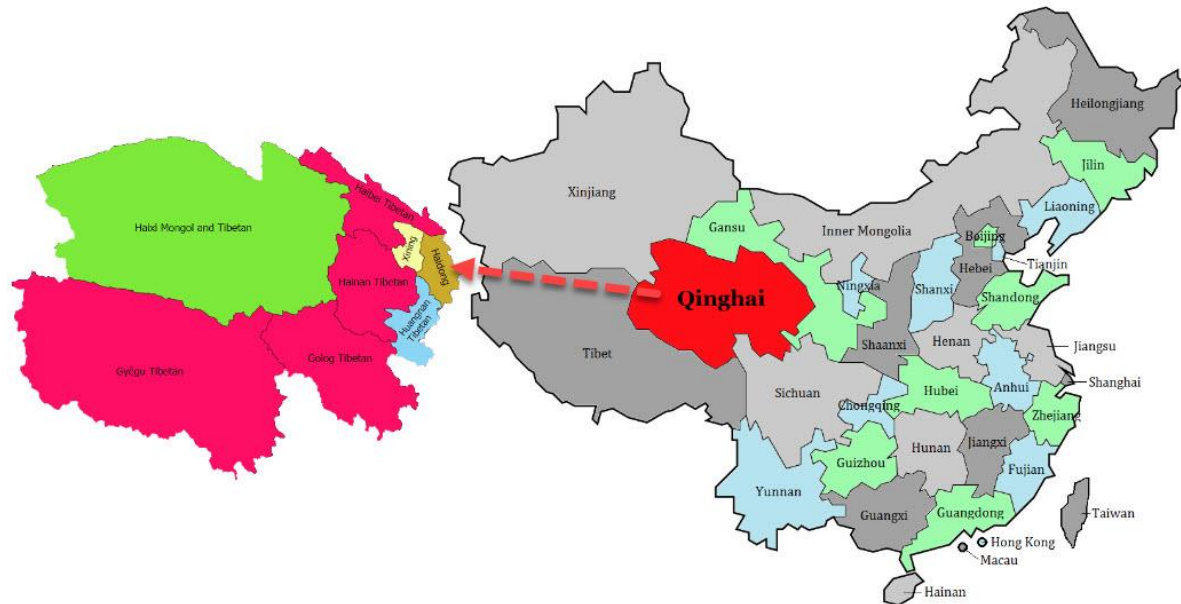 Haixi Mongol and Tibetan
Haibei Tibetan
Xining
Haidong
Hainan Tibetan
Huangnan
Tibetan
Golog Tibetan
Gyêgu Tibetan
Heilongjiang
Jilin
Liaoning
Xinjiang
Gansu
Inner Mongolia
Beijing
Tianjin
Hebei
Ningxia
Shanxi
Shandong
Qinghai
Shaanxi
Henan
Jiangsu
Tibet
Shanghai
Sichuan
Chongqing
Hubei
Anhui
Zhejiang
Hunan
Jiangxi
Guizhou
Fujian
Yunnan
Guangxi
Guangdong
Taiwan
Hong Kong
Macau
Hainan